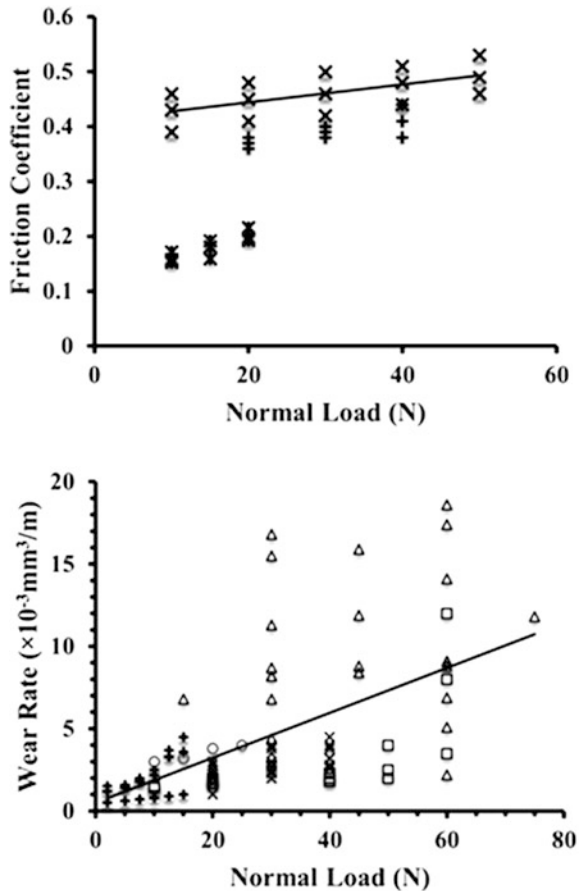 0.6
0.5
0.4
0.3
0.2
0.1
0
Friction Coefficient
0 20 40 60
Normal Load (N)
20
15
10
5
0
Wear Rate (×10⁻³mm³/m)
0 20 40 60 80
Normal Load (N)